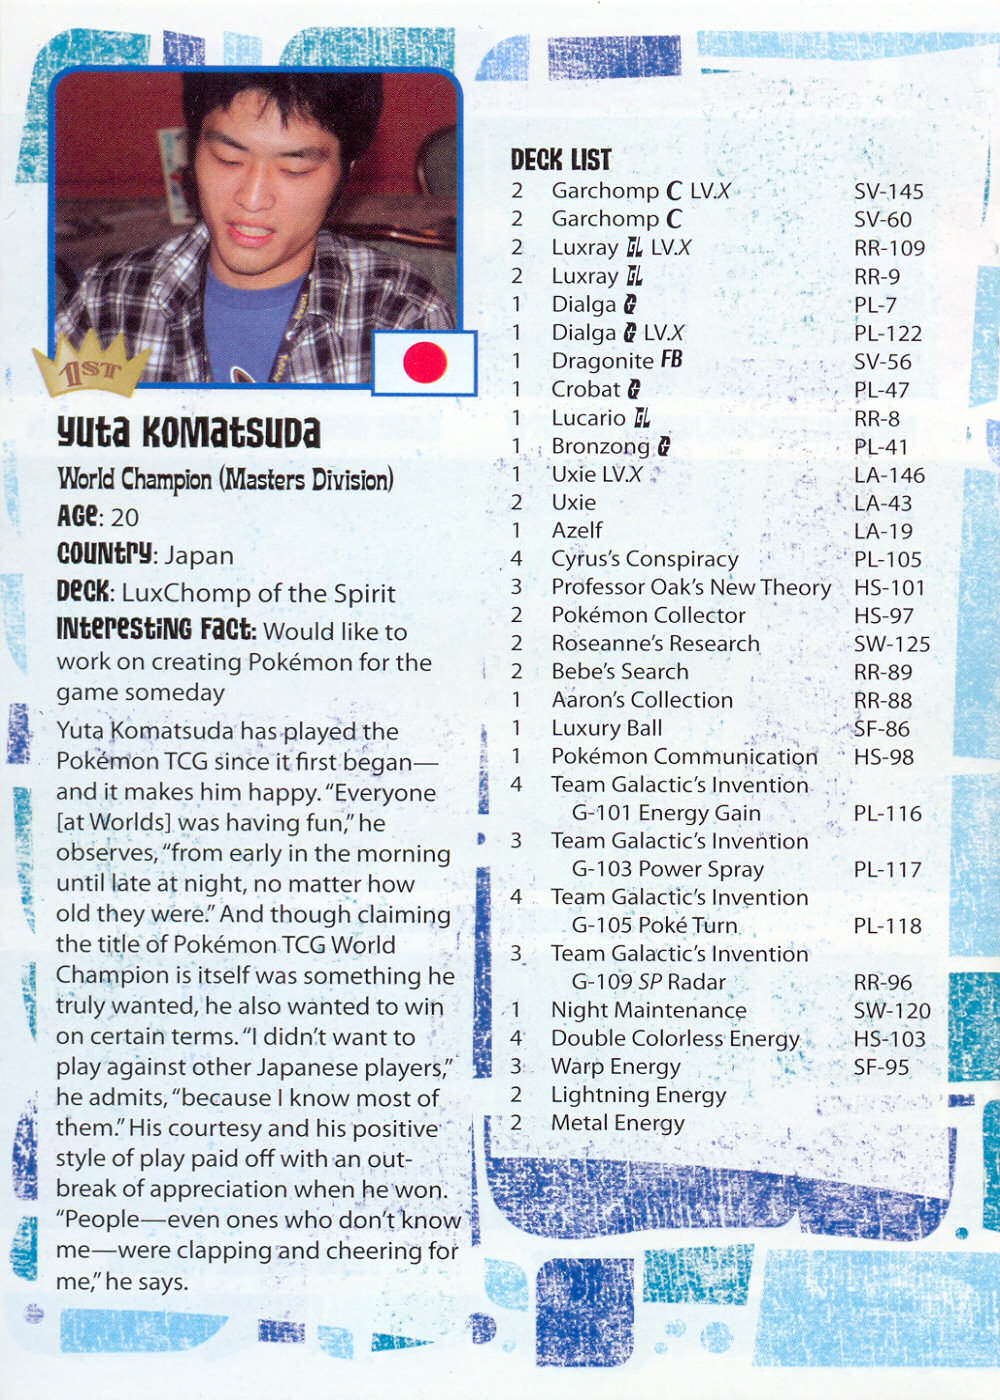 1ST
Yuta Komatsuda
World Champion (Masters Division)
Age: 20
Country: Japan
Deck: LuxChomp of the Spirit
Interesting Fact: Would like to
work on creating Pokémon for the
game someday
Yuta Komatsuda has played the
Pokémon TCG since it first began—
and it makes him happy. “Everyone
[at Worlds] was having fun,” he
observes, “from early in the morning
until late at night, no matter how
old they were.” And though claiming
the title of Pokémon TCG World
Champion is itself was something he
truly wanted, he also wanted to win
on certain terms. “I didn’t want to
play against other Japanese players,”
he admits, “because I know most of
them.” His courtesy and his positive
style of play paid off with an out-
break of appreciation when he won.
“People—even ones who don’t know
me—were clapping and cheering for
me,” he says.
DECK LIST
2 Garchomp C LV.X SV-145
2 Garchomp C SV-60
2 Luxray GL LV.X RR-109
2 Luxray GL RR-9
1 Dialga G PL-7
1 Dialga G LV.X PL-122
1 Dragonite FB SV-56
1 Crobat G PL-47
1 Lucario GL RR-8
1 Bronzong G PL-41
1 Uxie LV.X LA-146
2 Uxie LA-43
1 Azelf LA-19
4 Cyrus’s Conspiracy PL-105
3 Professor Oak’s New Theory HS-101
2 Pokémon Collector HS-97
2 Roseanne’s Research SW-125
2 Bebe’s Search RR-89
1 Aaron’s Collection RR-88
1 Luxury Ball SF-86
1 Pokémon Communication HS-98
4 Team Galactic’s Invention
G-101 Energy Gain PL-116
3 Team Galactic’s Invention
G-103 Power Spray PL-117
4 Team Galactic’s Invention
G-105 Poké Turn PL-118
3 Team Galactic’s Invention
G-109 SP Radar RR-96
1 Night Maintenance SW-120
4 Double Colorless Energy HS-103
3 Warp Energy SF-95
2 Lightning Energy
2 Metal Energy